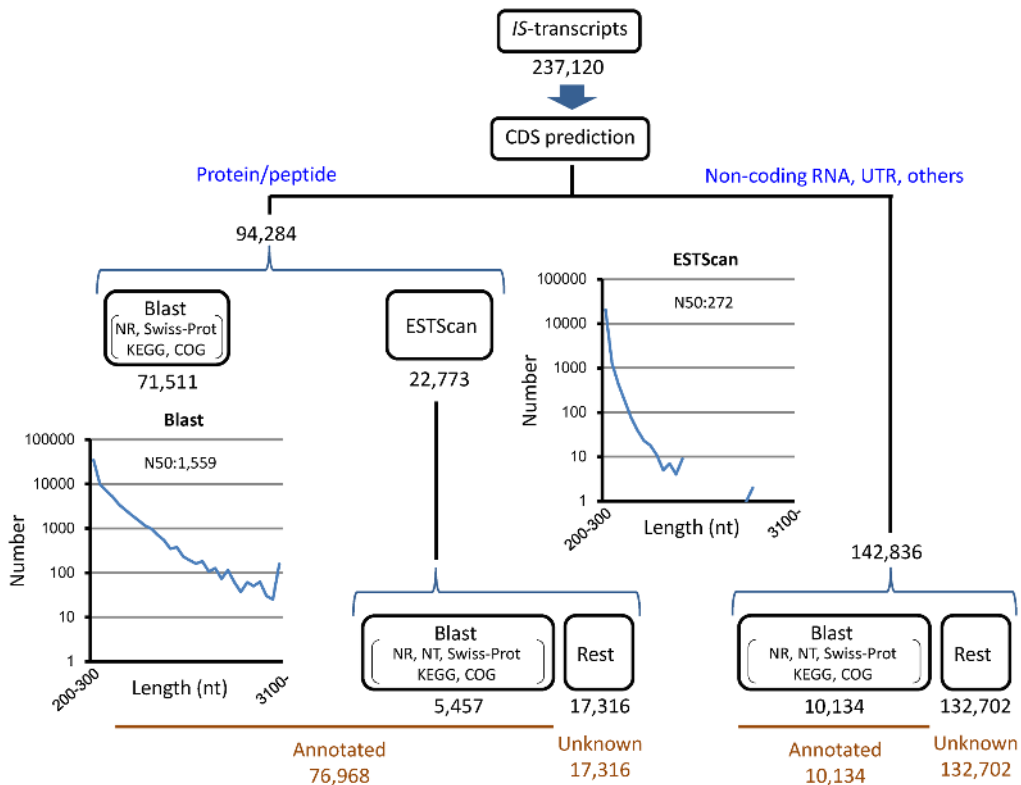 IS-transcripts
237,120
CDS prediction
Protein/peptide
Non-coding RNA, UTR, others
94,284
Blast
NR, Swiss-Prot
KEGG, COG
71,511
ESTScan
22,773
ESTScan
N50:272
100000
10000
1000
100
10
1
Number
200-300
Length (nt)
3100-
Blast
N50:1,559
100000
10000
1000
100
10
1
Number
200-300
Length (nt)
3100-
142,836
Blast
NR, NT, Swiss-Prot
KEGG, COG
5,457
Rest
17,316
Blast
NR, NT, Swiss-Prot
KEGG, COG
10,134
Rest
132,702
Annotated
76,968
Unknown
17,316
Annotated
10,134
Unknown
132,702